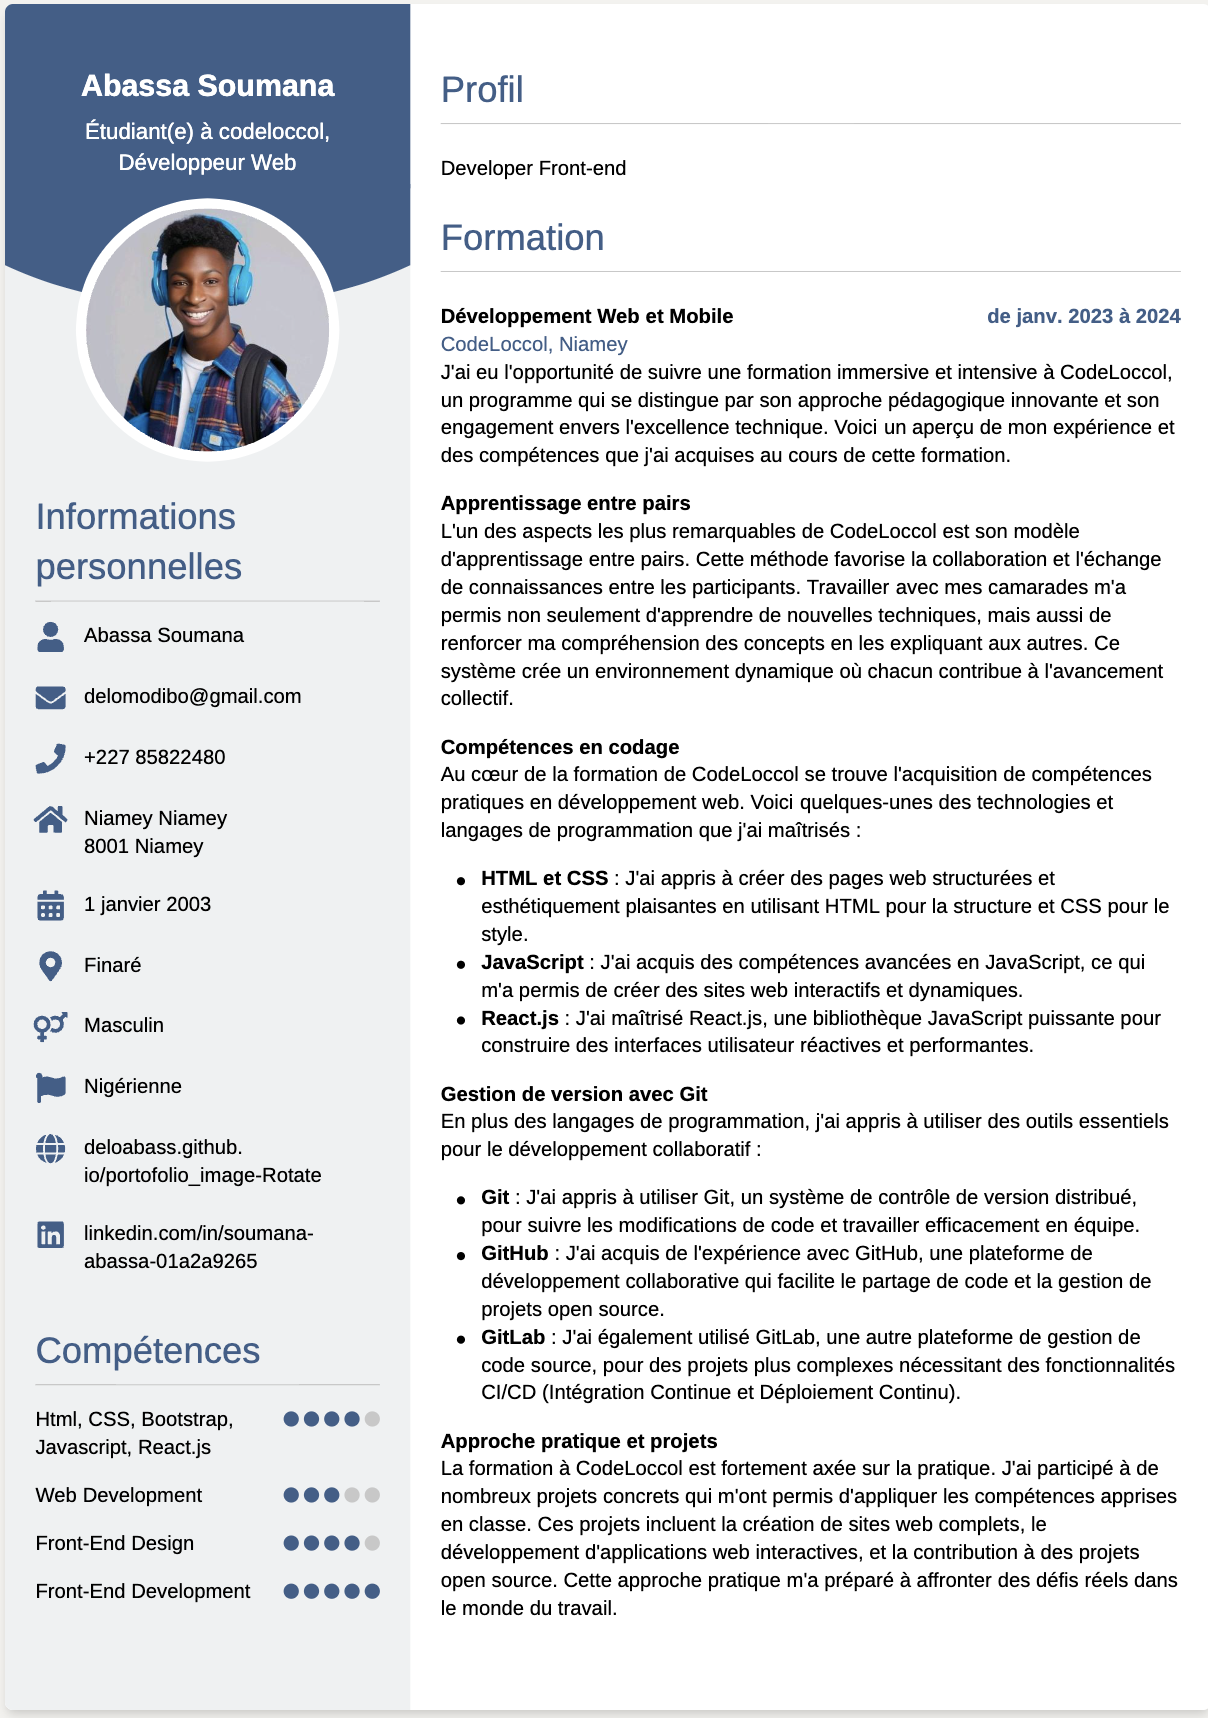 Abassa Soumana
Étudiant(e) à codeloccol,
Développeur Web
Informations
personnelles
Abassa Soumana
delomodibo@gmail.com
+227 85822480
Niamey Niamey
8001 Niamey
1 janvier 2003
Finaré
Masculin
Nigérienne
deloabass.github.
io/portofolio_image-Rotate
linkedin.com/in/soumana-
abassa-01a2a9265
Compétences
Html, CSS, Bootstrap,
Javascript, React.js
Web Development
Front-End Design
Front-End Development
Profil
Developer Front-end
Formation
Développement Web et Mobile de janv. 2023 à 2024
CodeLoccol, Niamey
J'ai eu l'opportunité de suivre une formation immersive et intensive à CodeLoccol,
un programme qui se distingue par son approche pédagogique innovante et son
engagement envers l'excellence technique. Voici un aperçu de mon expérience et
des compétences que j'ai acquises au cours de cette formation.
Apprentissage entre pairs
L'un des aspects les plus remarquables de CodeLoccol est son modèle
d'apprentissage entre pairs. Cette méthode favorise la collaboration et l'échange
de connaissances entre les participants. Travailler avec mes camarades m'a
permis non seulement d'apprendre de nouvelles techniques, mais aussi de
renforcer ma compréhension des concepts en les expliquant aux autres. Ce
système crée un environnement dynamique où chacun contribue à l'avancement
collectif.
Compétences en codage
Au cœur de la formation de CodeLoccol se trouve l'acquisition de compétences
pratiques en développement web. Voici quelques-unes des technologies et
langages de programmation que j'ai maîtrisés :
● HTML et CSS : J'ai appris à créer des pages web structurées et
esthétiquement plaisantes en utilisant HTML pour la structure et CSS pour le
style.
● JavaScript : J'ai acquis des compétences avancées en JavaScript, ce qui
m'a permis de créer des sites web interactifs et dynamiques.
● React.js : J'ai maîtrisé React.js, une bibliothèque JavaScript puissante pour
construire des interfaces utilisateur réactives et performantes.
Gestion de version avec Git
En plus des langages de programmation, j'ai appris à utiliser des outils essentiels
pour le développement collaboratif :
● Git : J'ai appris à utiliser Git, un système de contrôle de version distribué,
pour suivre les modifications de code et travailler efficacement en équipe.
● GitHub : J'ai acquis de l'expérience avec GitHub, une plateforme de
développement collaborative qui facilite le partage de code et la gestion de
projets open source.
● GitLab : J'ai également utilisé GitLab, une autre plateforme de gestion de
code source, pour des projets plus complexes nécessitant des fonctionnalités
CI/CD (Intégration Continue et Déploiement Continu).
Approche pratique et projets
La formation à CodeLoccol est fortement axée sur la pratique. J'ai participé à de
nombreux projets concrets qui m'ont permis d'appliquer les compétences apprises
en classe. Ces projets incluent la création de sites web complets, le
développement d'applications web interactives, et la contribution à des projets
open source. Cette approche pratique m'a préparé à affronter des défis réels dans
le monde du travail.